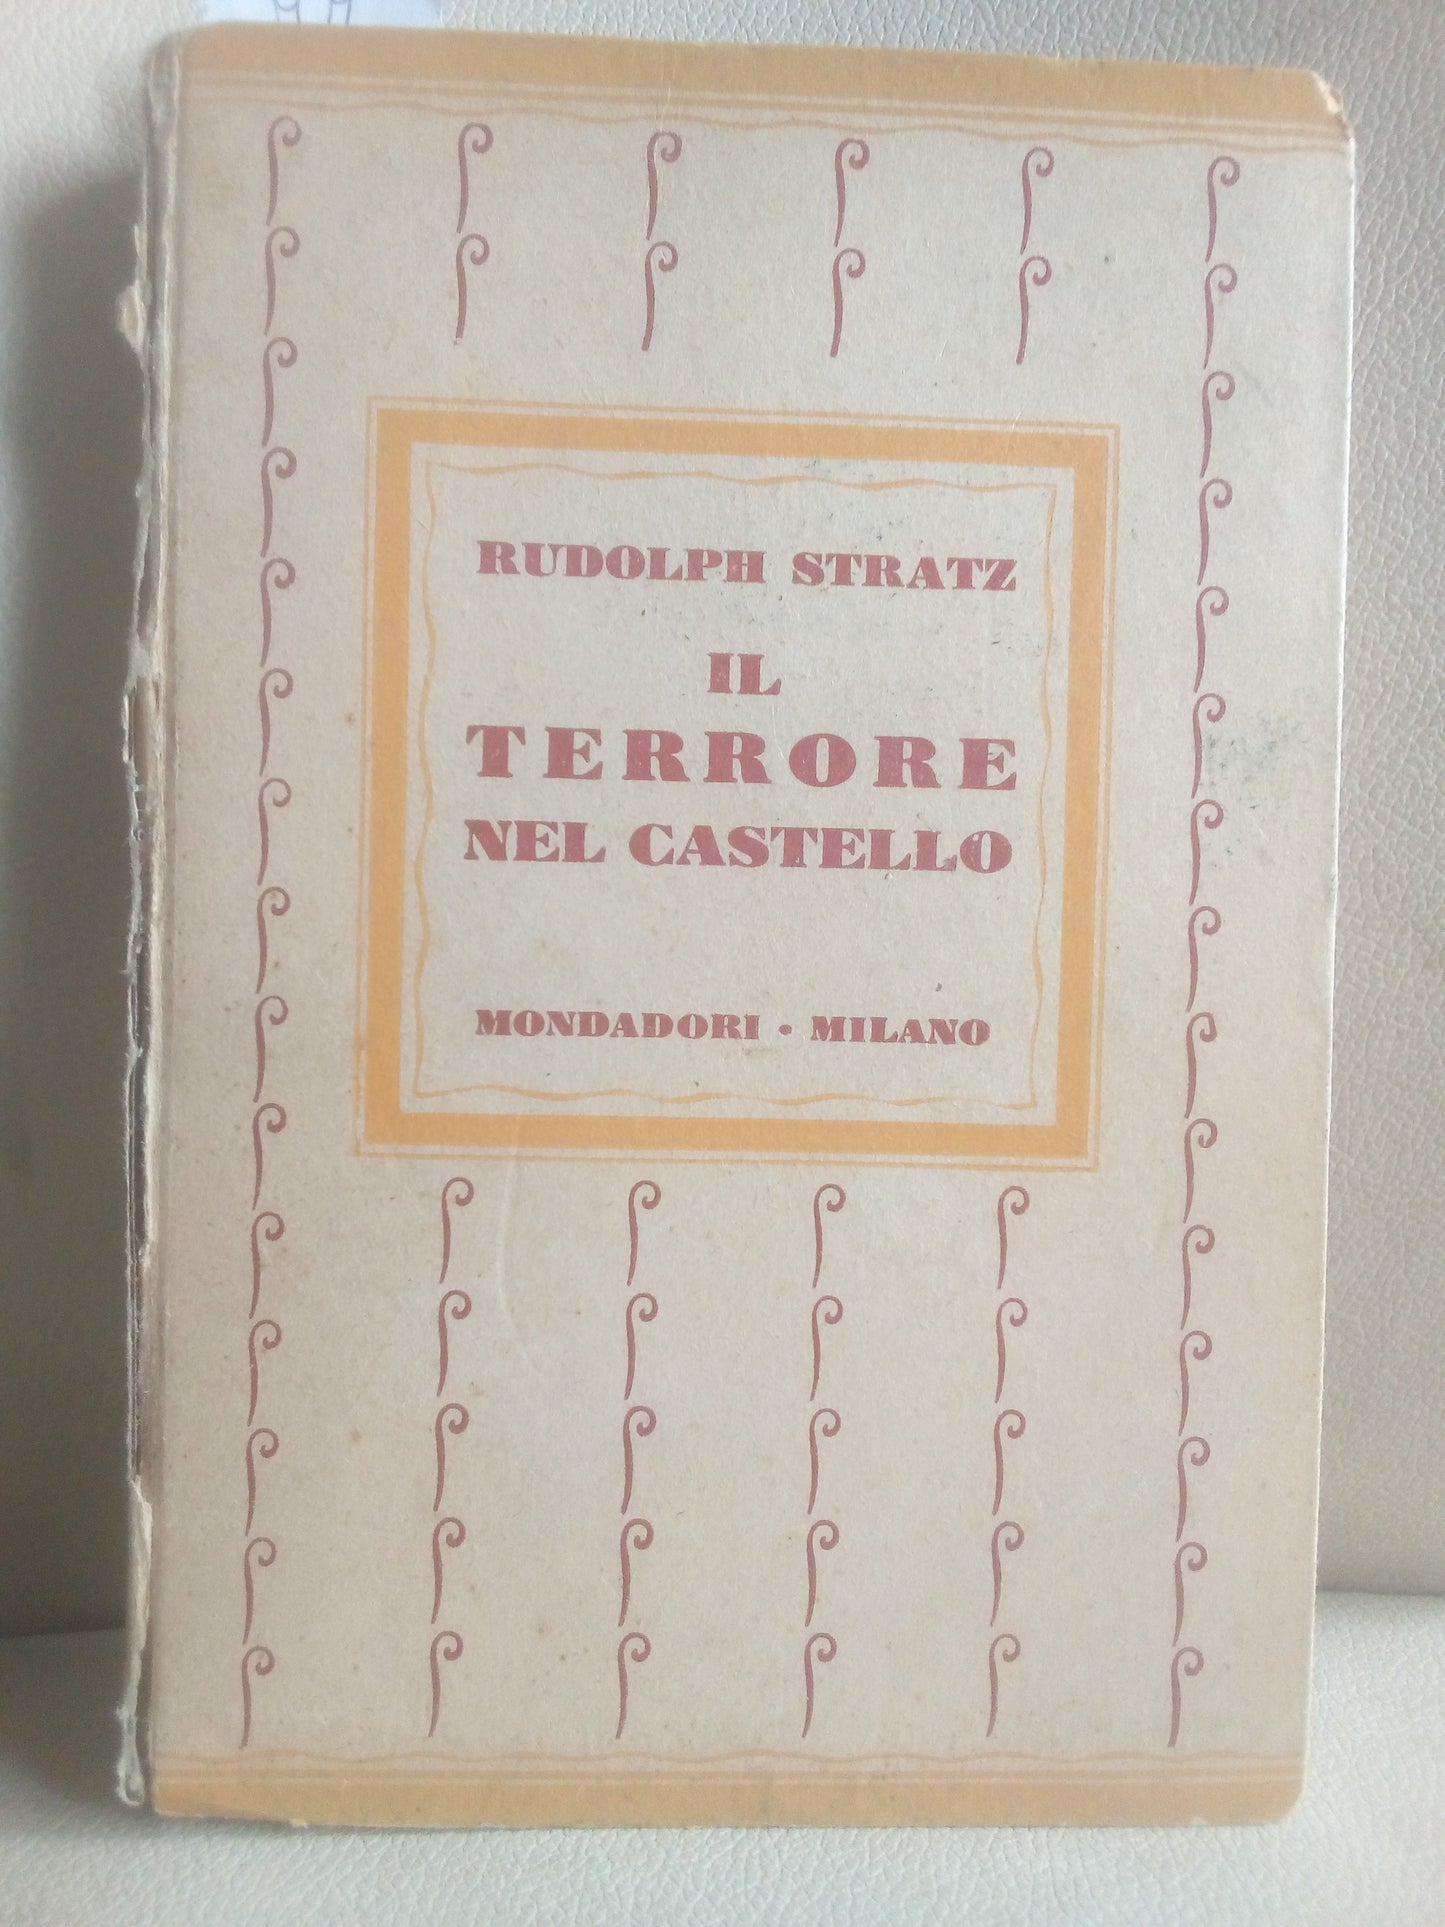 RUDOLPH STRATZ
IL
TERRORE
NEL CASTELLO
MONDADORI • MILANO